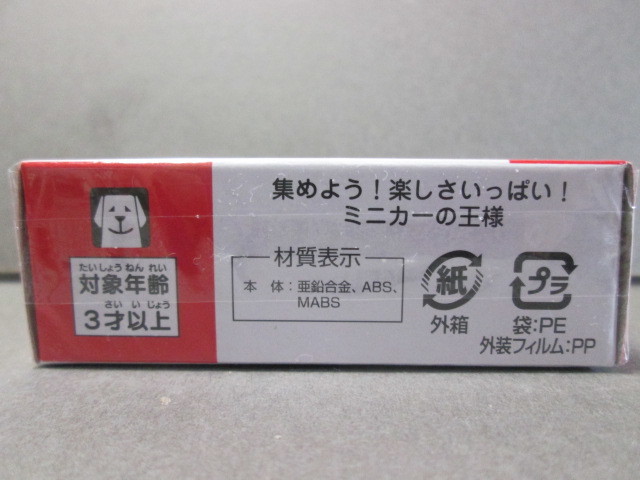 集めよう！楽しさいっぱい！
ミニカーの王様
たいしょうねんれい
対象年齢
さいいじょう
3才以上
材質表示
本　体：亜鉛合金、ABS、
MABS
紙
外箱
プラ
袋：PE
外装フィルム：PP